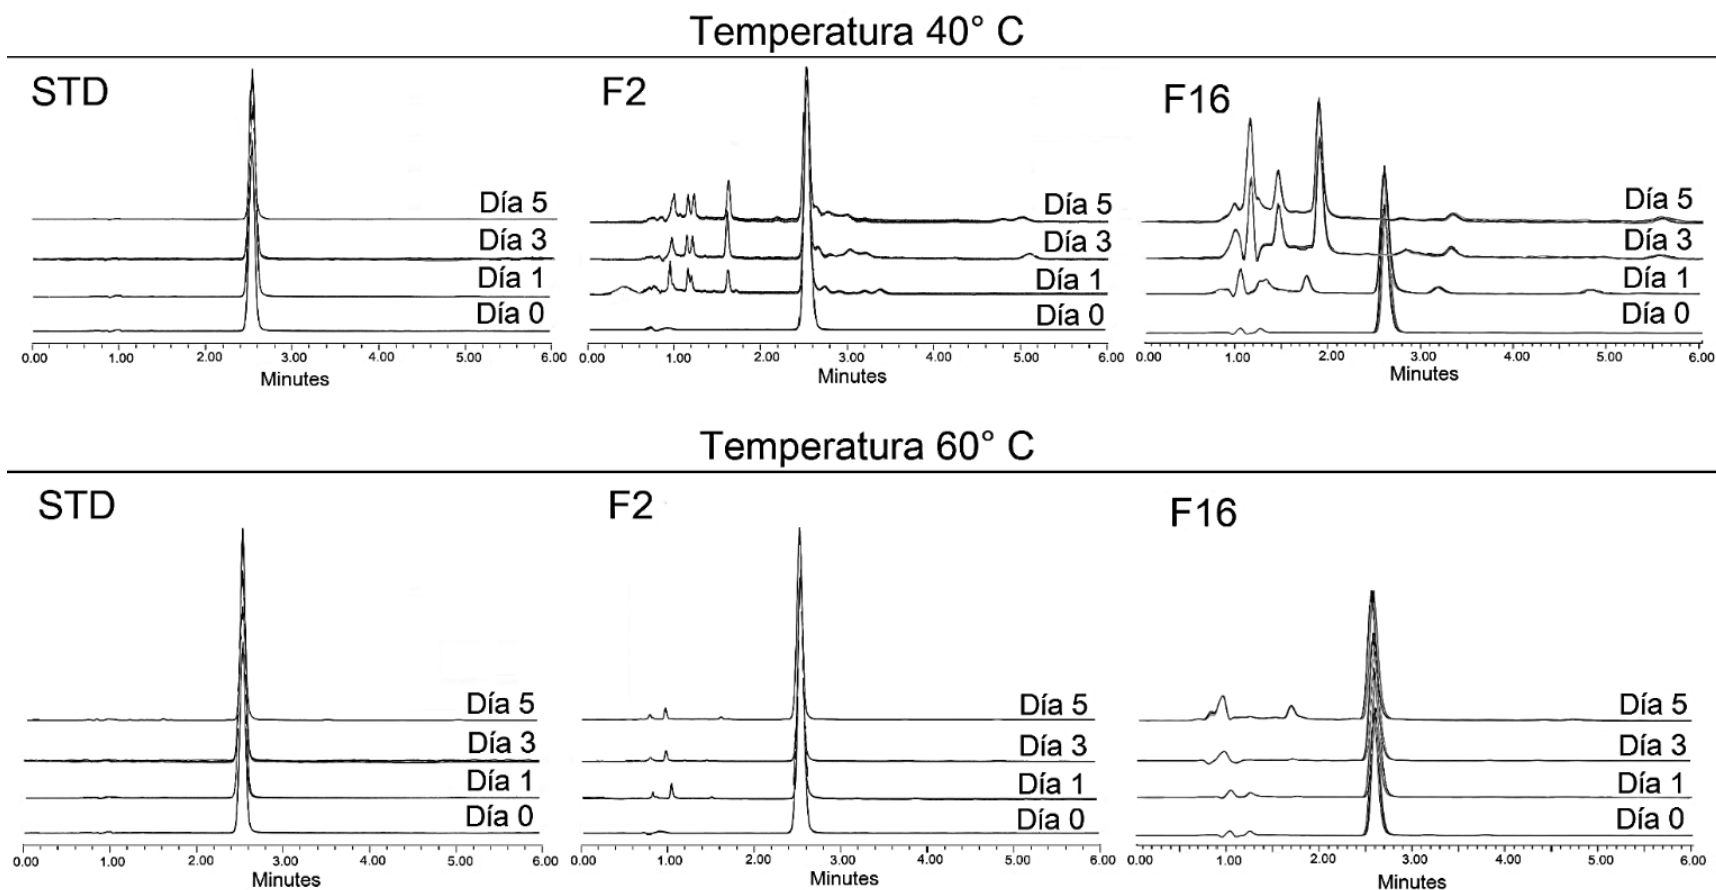 Temperatura 40° C
STD
Día 5
Día 3
Día 1
Día 0
0.00 1.00 2.00 3.00 4.00 5.00 6.00
Minutes
F2
Día 5
Día 3
Día 1
Día 0
0.00 1.00 2.00 3.00 4.00 5.00 6.00
Minutes
F16
Día 5
Día 3
Día 1
Día 0
0.00 1.00 2.00 3.00 4.00 5.00 6.00
Minutes
Temperatura 60° C
STD
Día 5
Día 3
Día 1
Día 0
0.00 1.00 2.00 3.00 4.00 5.00 6.00
Minutes
F2
Día 5
Día 3
Día 1
Día 0
0.00 1.00 2.00 3.00 4.00 5.00 6.00
Minutes
F16
Día 5
Día 3
Día 1
Día 0
0.00 1.00 2.00 3.00 4.00 5.00 6.00
Minutes